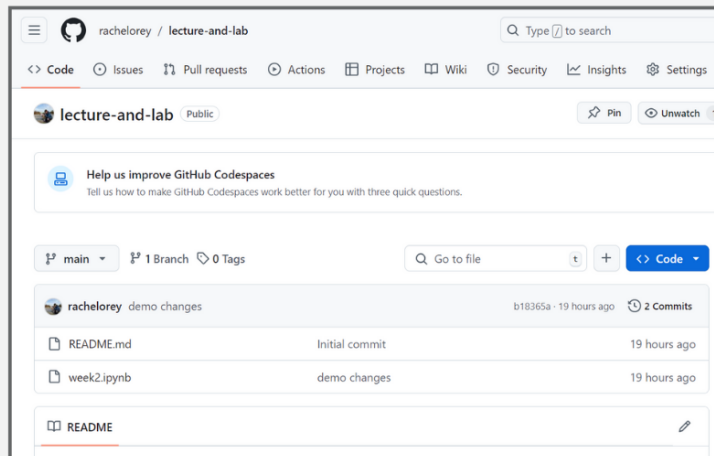 rachelorey / lecture-and-lab
Type / to search
<> Code Issues Pull requests Actions Projects Wiki Security Insights Settings
lecture-and-lab Public
Pin Unwatch
Help us improve GitHub Codespaces
Tell us how to make GitHub Codespaces work better for you with three quick questions.
main 1 Branch 0 Tags Go to file t + <> Code
rachelorey demo changes b18365a · 19 hours ago 2 Commits
README.md Initial commit 19 hours ago
week2.ipynb demo changes 19 hours ago
README